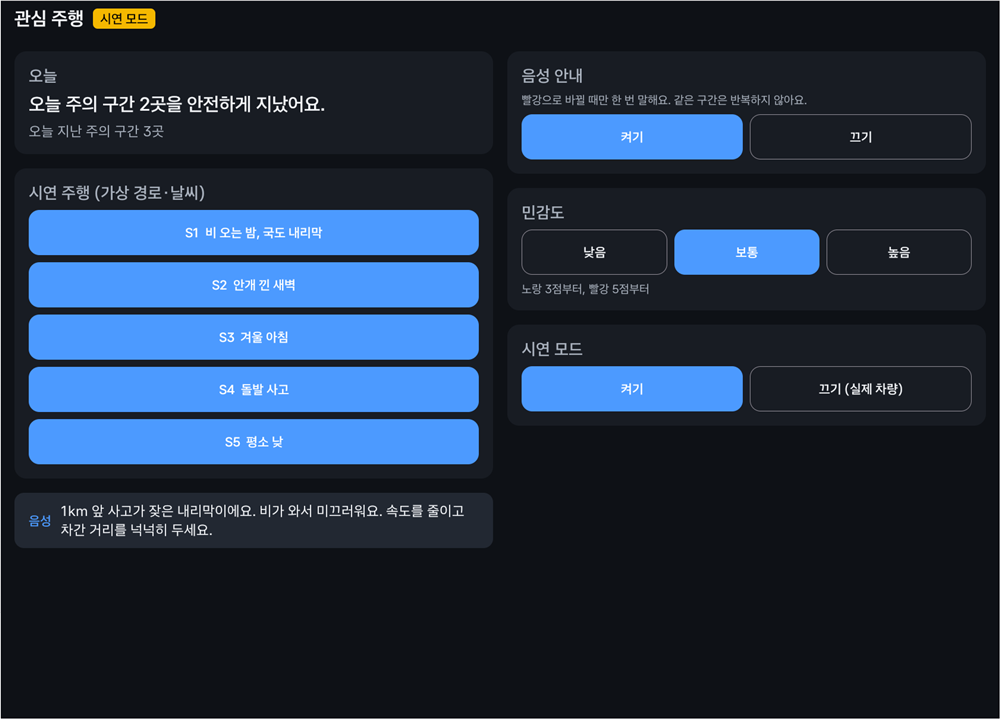 관심 주행
시연 모드
오늘
오늘 주의 구간 2곳을 안전하게 지났어요.
오늘 지난 주의 구간 3곳
시연 주행 (가상 경로·날씨)
S1 비 오는 밤, 국도 내리막
S2 안개 낀 새벽
S3 겨울 아침
S4 돌발 사고
S5 평소 낮
음성
1km 앞 사고가 잦은 내리막이에요. 비가 와서 미끄러워요. 속도를 줄이고
차간 거리를 넉넉히 두세요.
음성 안내
빨강으로 바뀔 때만 한 번 말해요. 같은 구간은 반복하지 않아요.
켜기
끄기
민감도
낮음
보통
높음
노랑 3점부터, 빨강 5점부터
시연 모드
켜기
끄기 (실제 차량)